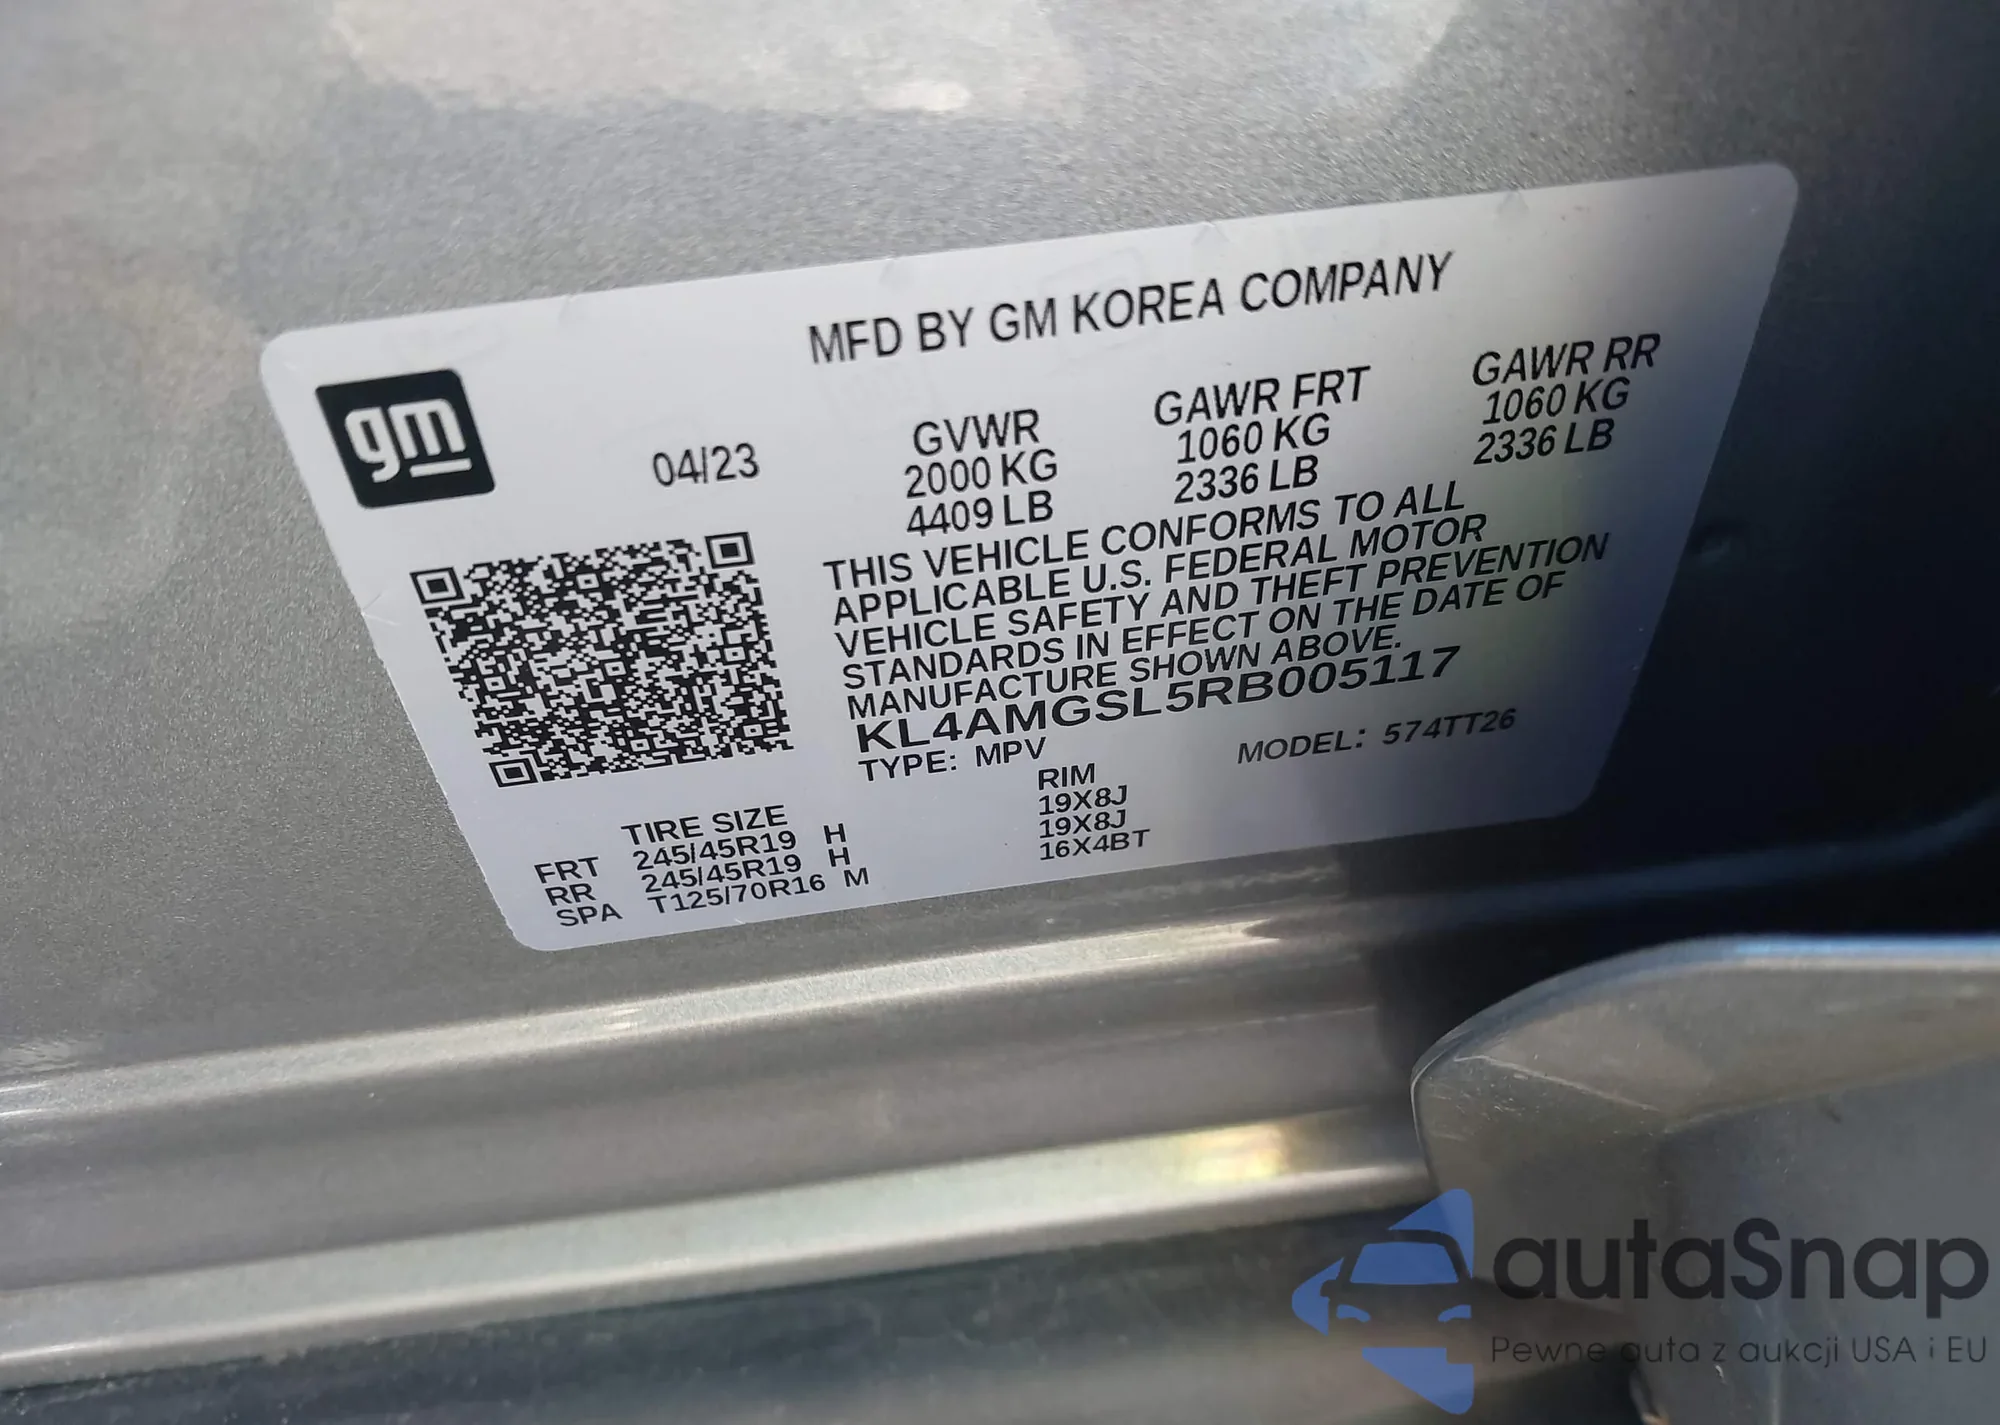 MFD BY GM KOREA COMPANY
gm
04/23
GVWR
2000 KG
4409 LB
GAWR FRT
1060 KG
2336 LB
GAWR RR
1060 KG
2336 LB
THIS VEHICLE CONFORMS TO ALL
APPLICABLE U.S. FEDERAL MOTOR
VEHICLE SAFETY AND THEFT PREVENTION
STANDARDS IN EFFECT ON THE DATE OF
MANUFACTURE SHOWN ABOVE.
KL4AMGSL5RB005117
TYPE: MPV
MODEL: 574TT26
TIRE SIZE RIM
FRT 245/45R19 H 19X8J
RR 245/45R19 H 19X8J
SPA T125/70R16 M 16X4BT
autaSnap
Pewne auta z aukcji USA i EU